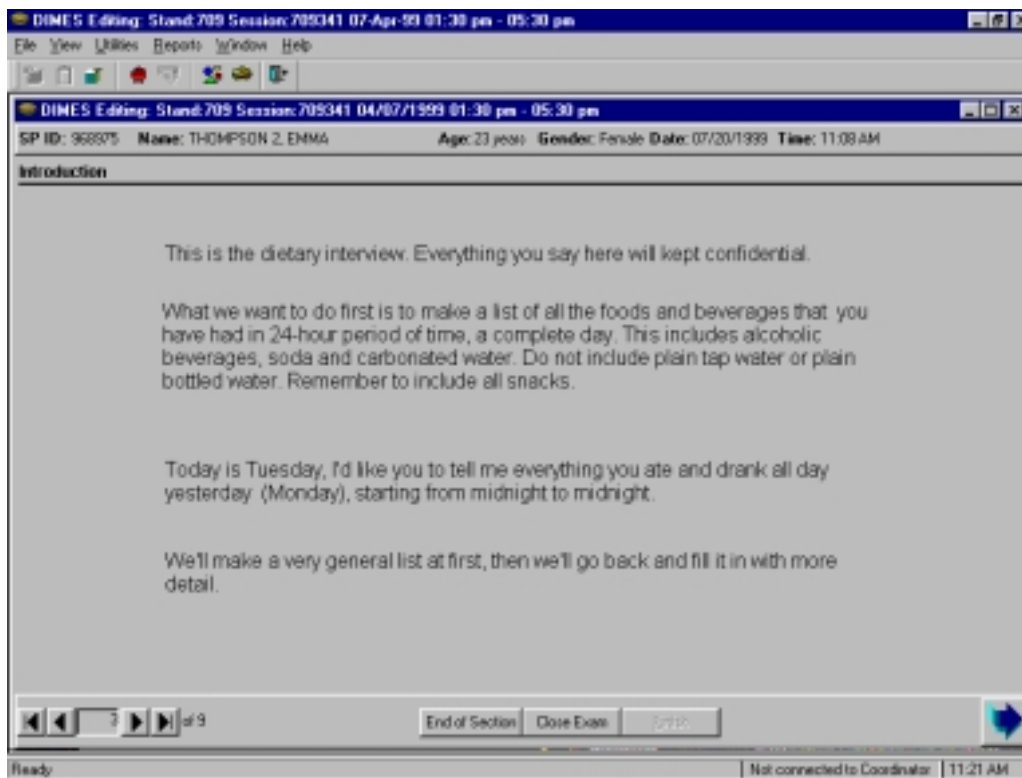 DIMES Editing: Stand:709 Session:709341 07-Apr-99 01:30 pm - 05:30 pm
File View Utilities Reports Window Help
DIMES Editing: Stand:709 Session:709341 04/07/1999 01:30 pm - 05:30 pm
SP ID: 968975 Name: THOMPSON 2, EMMA Age: 23 years Gender: Female Date: 07/20/1999 Time: 11:08 AM
Introduction
This is the dietary interview. Everything you say here will kept confidential.
What we want to do first is to make a list of all the foods and beverages that you
have had in 24-hour period of time, a complete day. This includes alcoholic
beverages, soda and carbonated water. Do not include plain tap water or plain
bottled water. Remember to include all snacks.
Today is Tuesday, I'd like you to tell me everything you ate and drank all day
yesterday (Monday), starting from midnight to midnight.
We'll make a very general list at first, then we'll go back and fill it in with more
detail.
3 of 9 End of Section Close Exam
Ready Not connected to Coordinator 11:21 AM